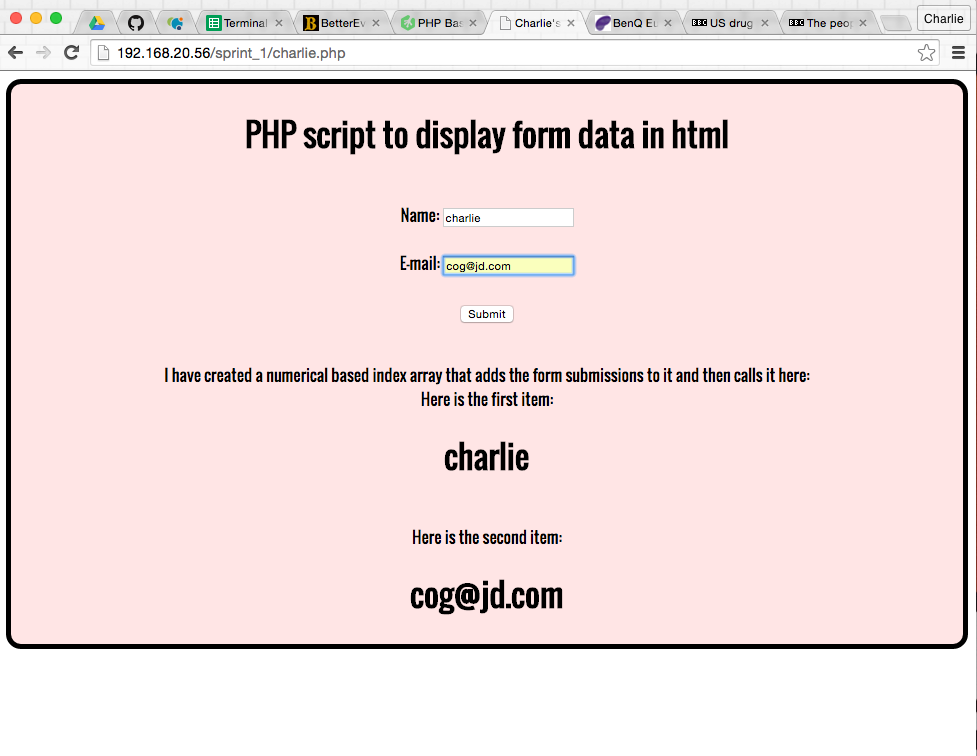 Terminal
BetterEv
PHP Bas
Charlie's
BenQ Eu
BBC US drug
BBC The peop
Charlie
192.168.20.56/sprint_1/charlie.php
PHP script to display form data in html
Name: charlie
E-mail: cog@jd.com
Submit
I have created a numerical based index array that adds the form submissions to it and then calls it here:
Here is the first item:
charlie
Here is the second item:
cog@jd.com